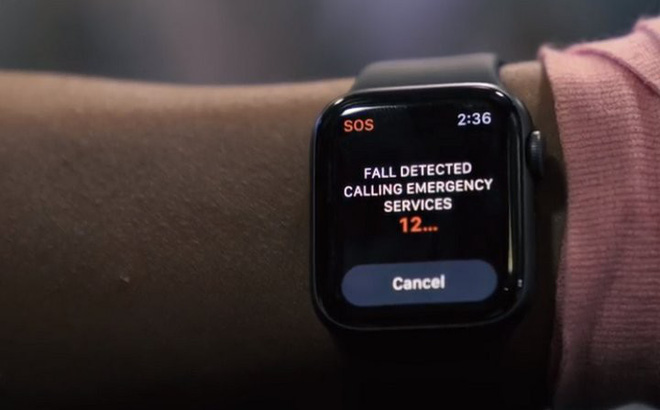 SOS 2:36
FALL DETECTED
CALLING EMERGENCY
SERVICES
12...
Cancel